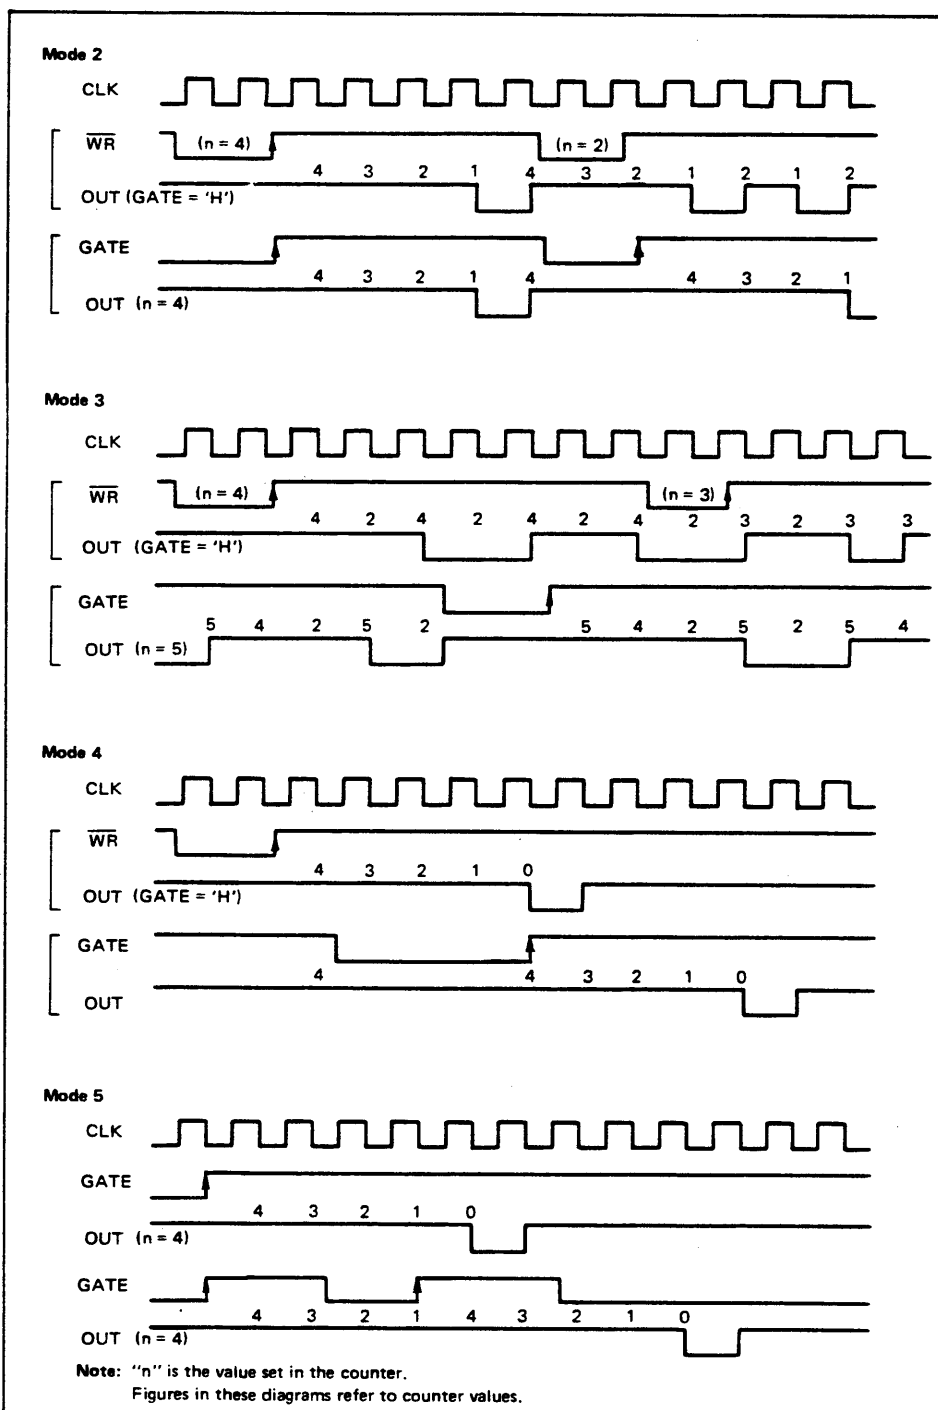 Mode 2
CLK
WR (n = 4) (n = 2)
4 3 2 1 4 3 2 1 2 1 2
OUT (GATE = 'H')
GATE
4 3 2 1 4 4 3 2 1
OUT (n = 4)
Mode 3
CLK
WR (n = 4) (n = 3)
4 2 4 2 4 2 4 2 3 2 3 3
OUT (GATE = 'H')
GATE
5 4 2 5 2 5 4 2 5 2 5 4
OUT (n = 5)
Mode 4
CLK
WR
4 3 2 1 0
OUT (GATE = 'H')
GATE
4 4 3 2 1 0
OUT
Mode 5
CLK
GATE
4 3 2 1 0
OUT (n = 4)
GATE
4 3 2 1 4 3 2 1 0
OUT (n = 4)
Note: "n" is the value set in the counter.
Figures in these diagrams refer to counter values.